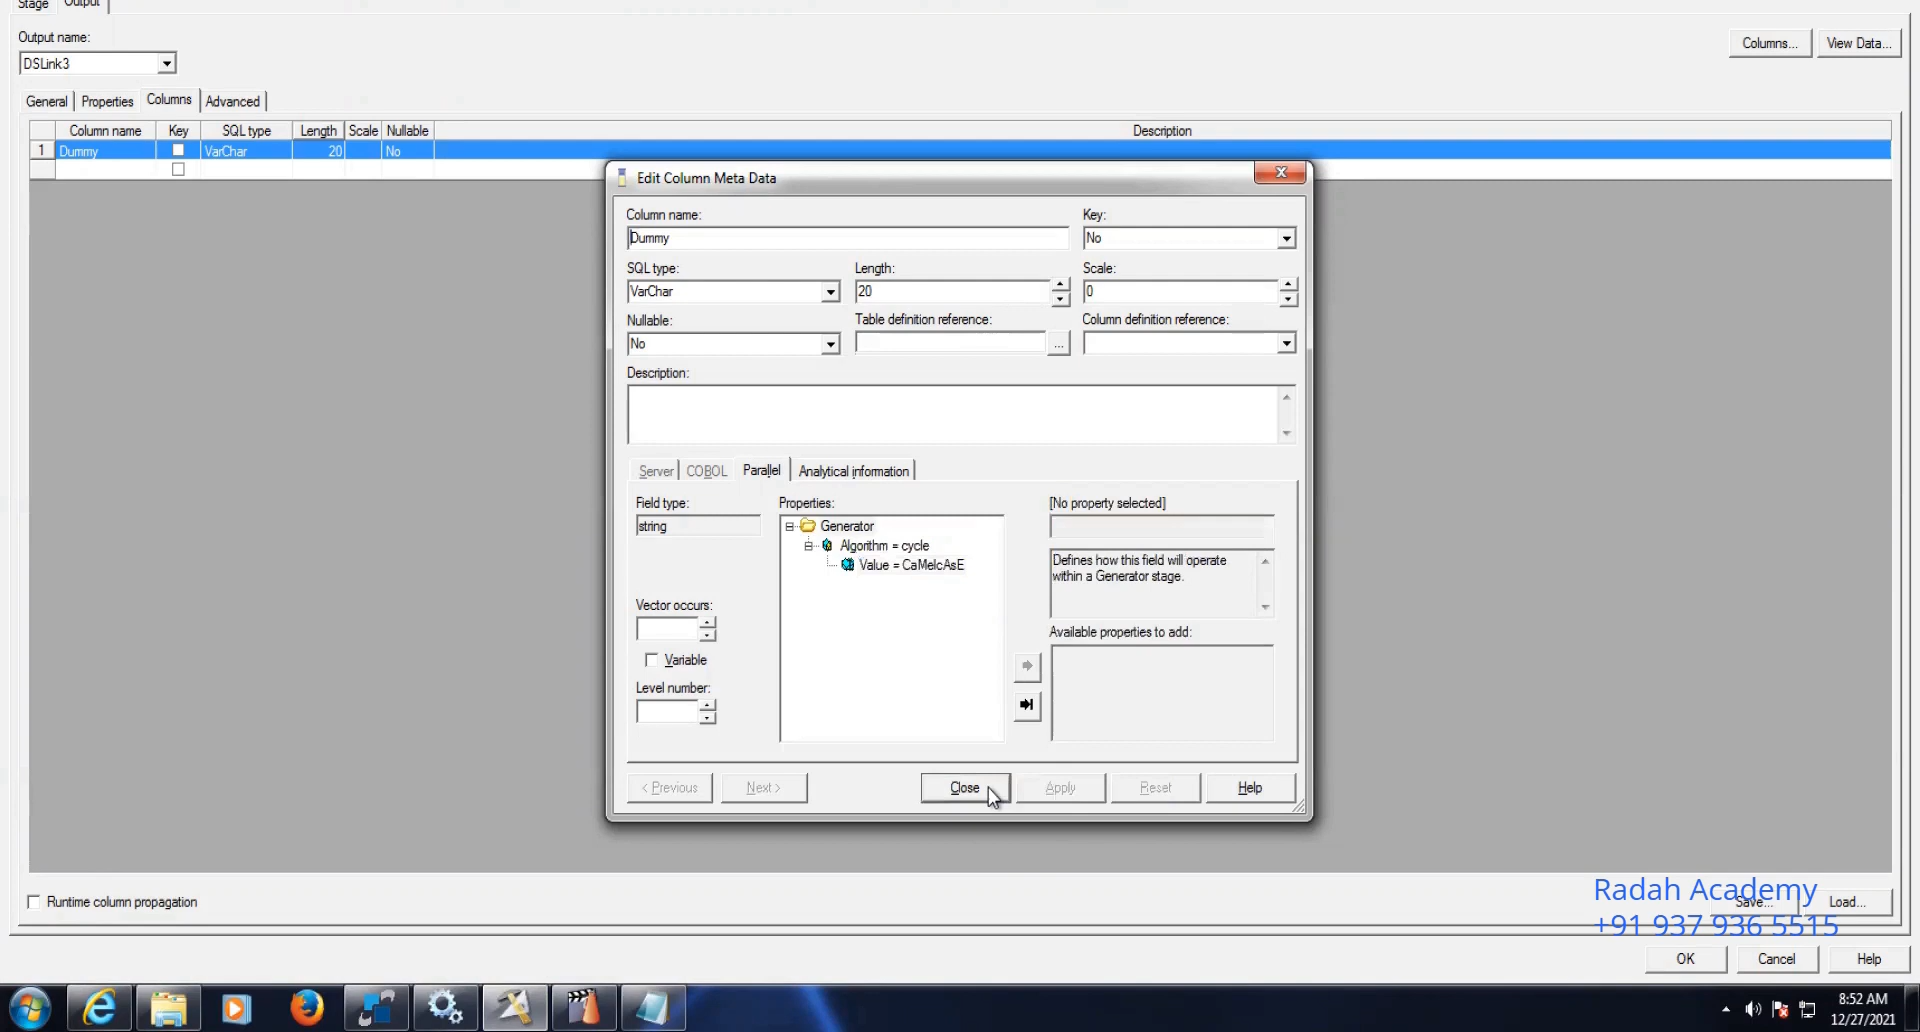 Stage Output
Output name:
DSLink3
Columns... View Data...
General Properties Columns Advanced
Column name Key SQL type Length Scale Nullable Description
1 Dummy VarChar 20 No
Edit Column Meta Data
Column name: Key:
Dummy No
SQL type: Length: Scale:
VarChar 20 0
Nullable: Table definition reference: Column definition reference:
No ...
Description:
Server COBOL Parallel Analytical information
Field type: Properties: [No property selected]
string Generator
Algorithm = cycle
Value = CaMelcAsE
Defines how this field will operate
within a Generator stage.
Vector occurs:
Available properties to add:
Variable
Level number:
< Previous Next > Close Apply Reset Help
Runtime column propagation
Save... Load...
Radah Academy
+91 937 936 5515
OK Cancel Help
8:52 AM
12/27/2021